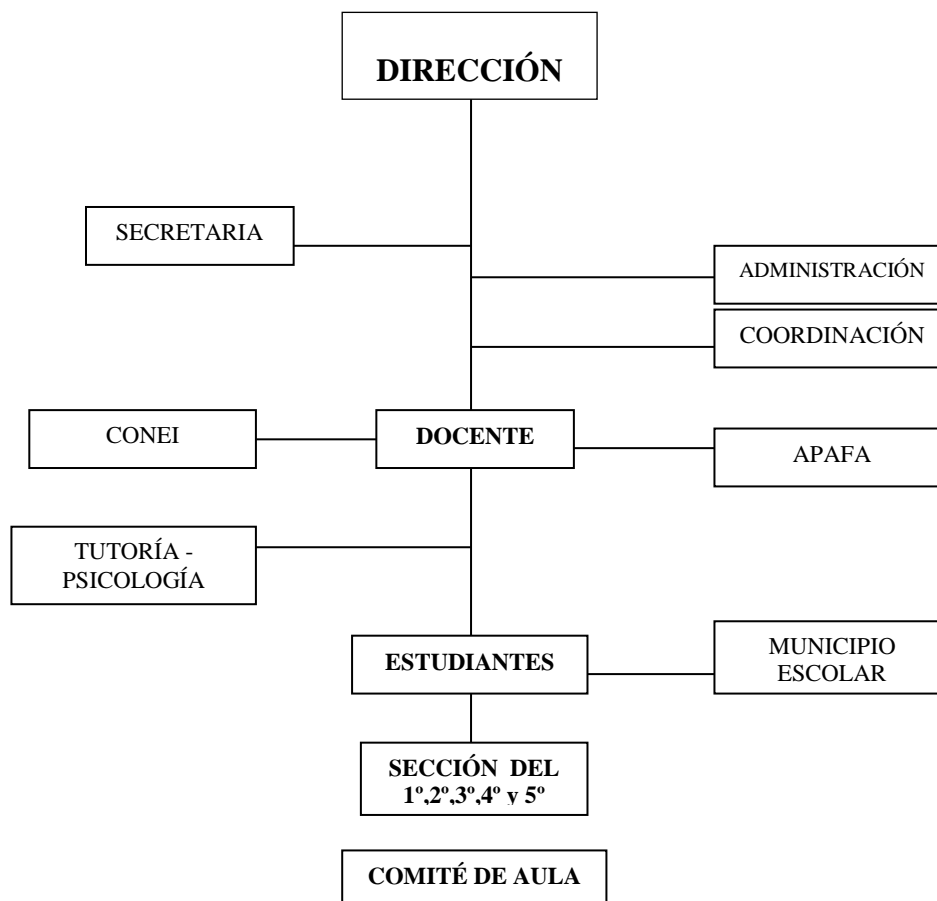 DIRECCIÓN
SECRETARIA
ADMINISTRACIÓN
COORDINACIÓN
CONEI
DOCENTE
APAFA
TUTORÍA -
PSICOLOGÍA
ESTUDIANTES
MUNICIPIO
ESCOLAR
SECCIÓN DEL
1º,2º,3º,4º y 5º
COMITÉ DE AULA